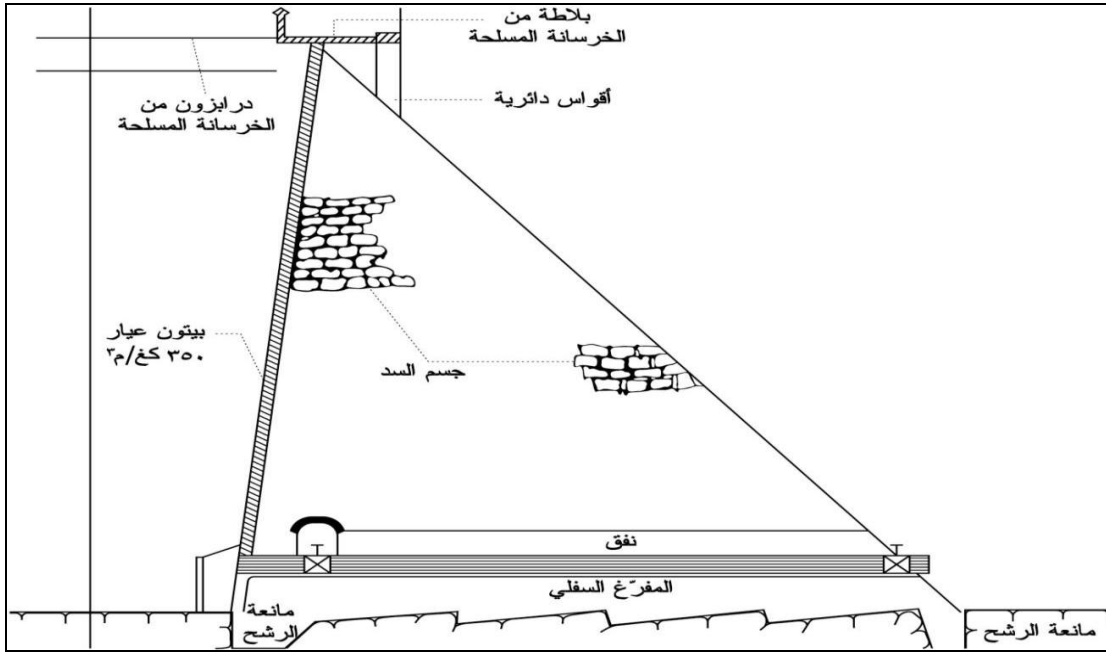 بلاطة من
الخرسانة المسلحة
أقواس دائرية
درابزون من
الخرسانة المسلحة
بيتون عيار
٣٥٠ كغ/م٣
جسم السد
نفق
المفرّغ السفلي
مانعة
الرشح
مانعة الرشح